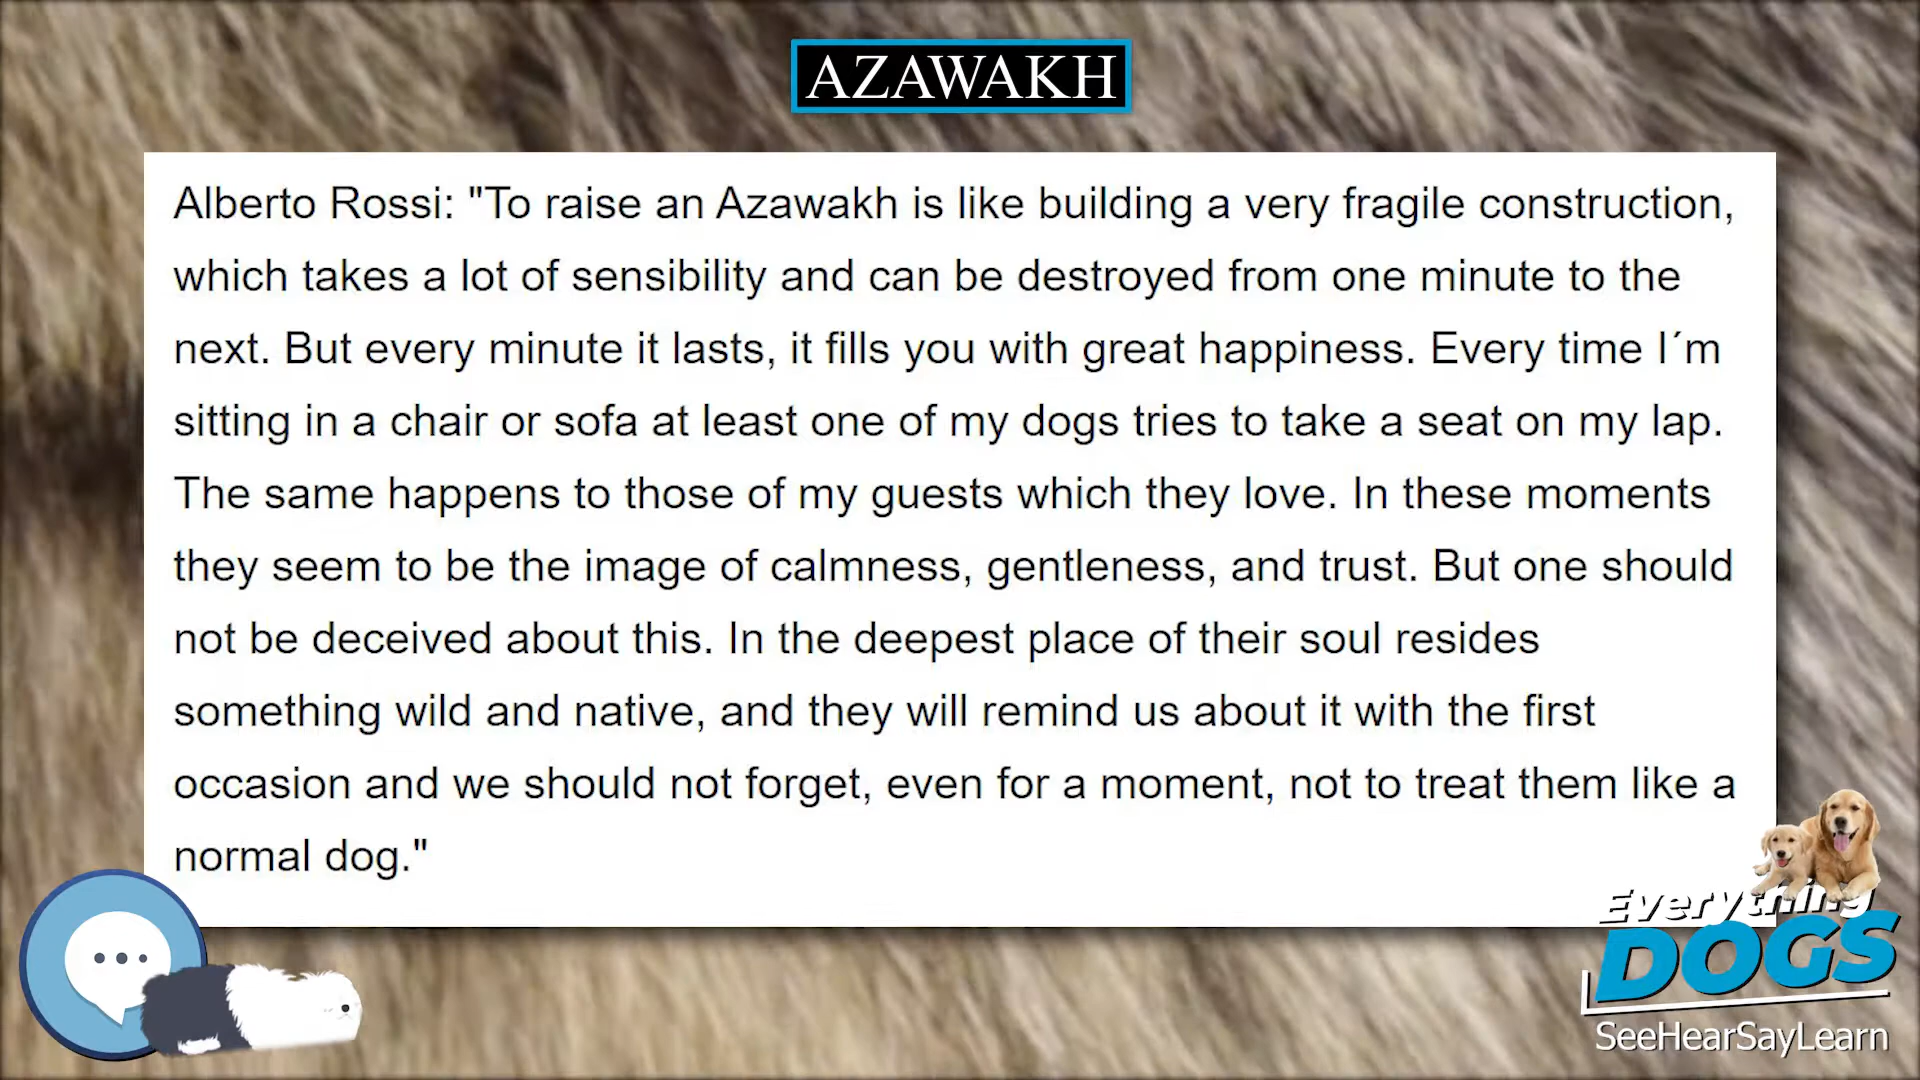 AZAWAKH
Alberto Rossi: "To raise an Azawakh is like building a very fragile construction,
which takes a lot of sensibility and can be destroyed from one minute to the
next. But every minute it lasts, it fills you with great happiness. Every time I´m
sitting in a chair or sofa at least one of my dogs tries to take a seat on my lap.
The same happens to those of my guests which they love. In these moments
they seem to be the image of calmness, gentleness, and trust. But one should
not be deceived about this. In the deepest place of their soul resides
something wild and native, and they will remind us about it with the first
occasion and we should not forget, even for a moment, not to treat them like a
normal dog."
Everything
DOGS
SeeHearSayLearn